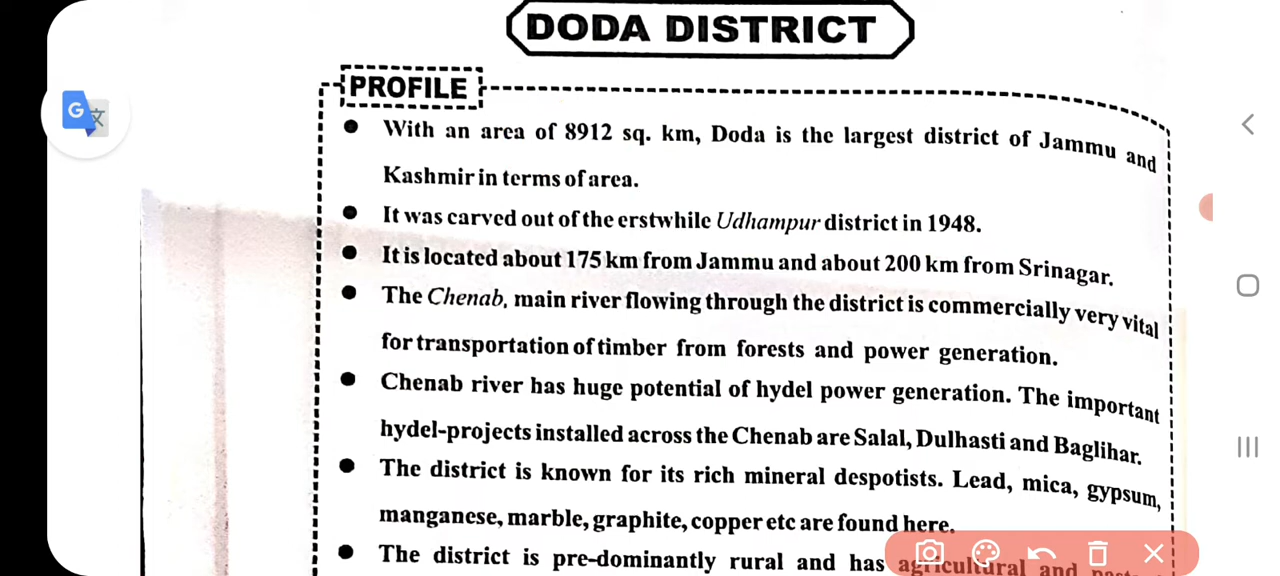 DODA DISTRICT
PROFILE
G
• With an area of 8912 sq. km, Doda is the largest district of Jammu and
Kashmir in terms of area.
• It was carved out of the erstwhile Udhampur district in 1948.
• It is located about 175 km from Jammu and about 200 km from Srinagar.
• The Chenab, main river flowing through the district is commercially very vital
for transportation of timber from forests and power generation.
• Chenab river has huge potential of hydel power generation. The important
hydel-projects installed across the Chenab are Salal, Dulhasti and Baglihar.
• The district is known for its rich mineral despotists. Lead, mica, gypsum,
manganese, marble, graphite, copper etc are found here.
• The district is pre-dominantly rural and has agricultural and